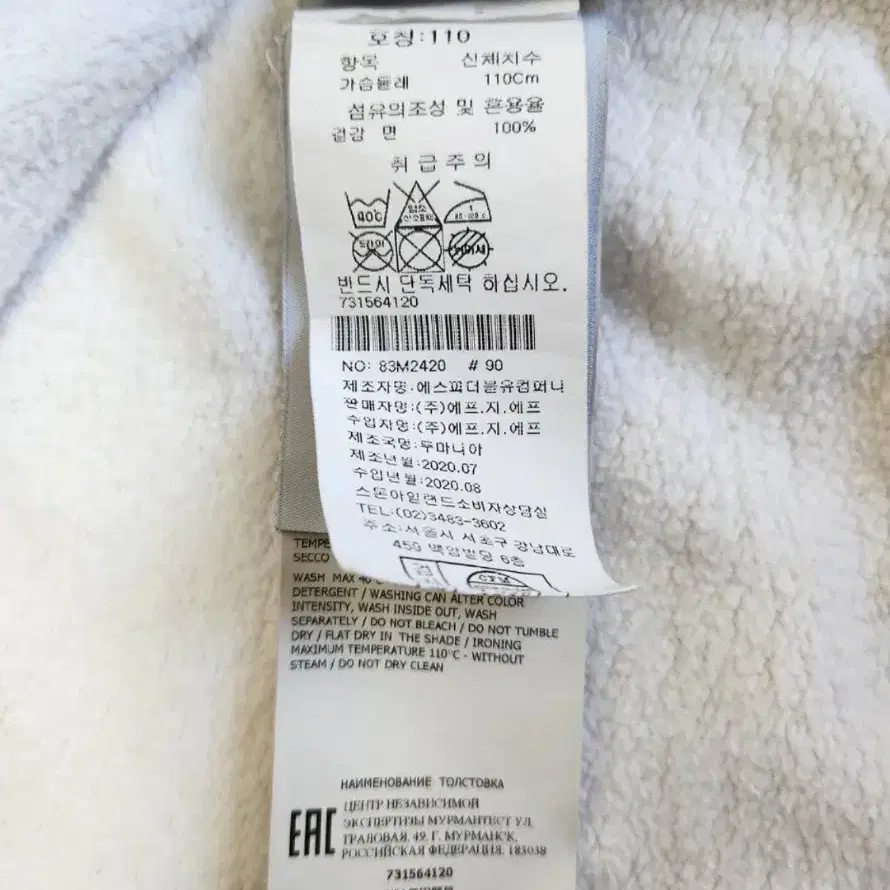 호칭:110
항목 신체치수
가슴둘레 110Cm
섬유의조성 및 혼용율
겉감 면 100%
취급주의
40℃
염소
산소표백
드라이
반드시 단독세탁 하십시오.
731564120
NO: 83M2420 # 90
제조자명:에스피더블유컴퍼니
판매자명:(주)에프.지.에프
수입자명:(주)에프.지.에프
제조국명:루마니아
제조년월:2020.07
수입년월:2020.08
스톤아일랜드소비자상담실
TEL:(02)3483-3602
주소:서울시 서초구 강남대로
459 백암빌딩 6층
SECCO
WASH MAX 40°C
DETERGENT / WASHING CAN ALTER COLOR
INTENSITY, WASH INSIDE OUT, WASH
SEPARATELY / DO NOT BLEACH / DO NOT TUMBLE
DRY / FLAT DRY IN THE SHADE / IRONING
MAXIMUM TEMPERATURE 110°C - WITHOUT
STEAM / DO NOT DRY CLEAN
НАИМЕНОВАНИЕ ТОЛСТОВКА
EAC
ЦЕНТР НЕЗАВИСИМОЙ
ЭКСПЕРТИЗЫ МУРМАНТЕСТ УЛ.
ТРАЛОВАЯ, 49, Г. МУРМАНСК,
РОССИЙСКАЯ ФЕДЕРАЦИЯ, 183038
731564120